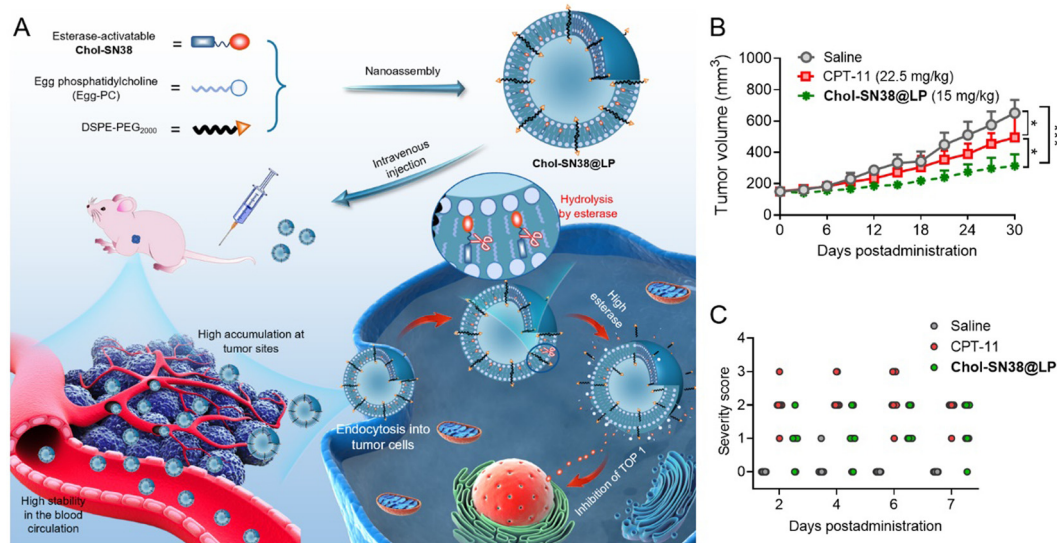 A
Esterase-activatable
Chol-SN38
=
Egg phosphatidylcholine
(Egg-PC)
=
DSPE-PEG2000
=
Nanoassembly
Chol-SN38@LP
Intravenous
injection
Hydrolysis
by esterase
High
esterase
High accumulation at
tumor sites
Endocytosis into
tumor cells
Inhibition of TOP 1
High stability
in the blood
circulation
B
Saline
CPT-11 (22.5 mg/kg)
Chol-SN38@LP (15 mg/kg)
Tumor volume (mm³)
1000
800
600
400
200
0
0 6 12 18 24 30
Days postadministration
*
*
***
C
Saline
CPT-11
Chol-SN38@LP
Severity score
4
3
2
1
0
2 4 6 7
Days postadministration